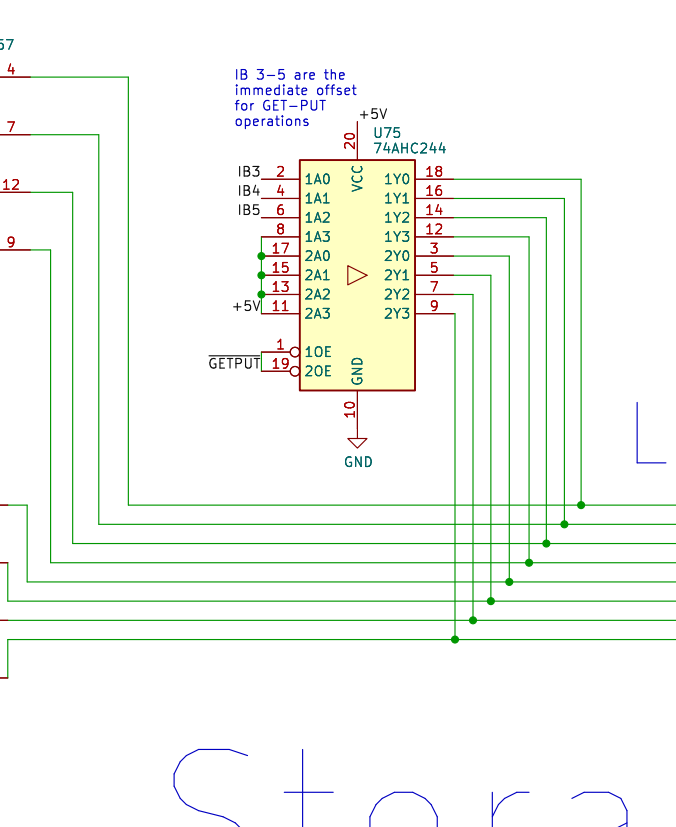 57
4
7
12
9
IB 3-5 are the
immediate offset
for GET-PUT
operations
+5V
20
U75
74AHC244
VCC
IB3 2 1A0 1Y0 18
IB4 4 1A1 1Y1 16
IB5 6 1A2 1Y2 14
8 1A3 1Y3 12
17 2A0 2Y0 3
15 2A1 2Y1 5
13 2A2 2Y2 7
+5V 11 2A3 2Y3 9
1 1OE
GETPUT 19 2OE
GND
10
GND
L
Stora